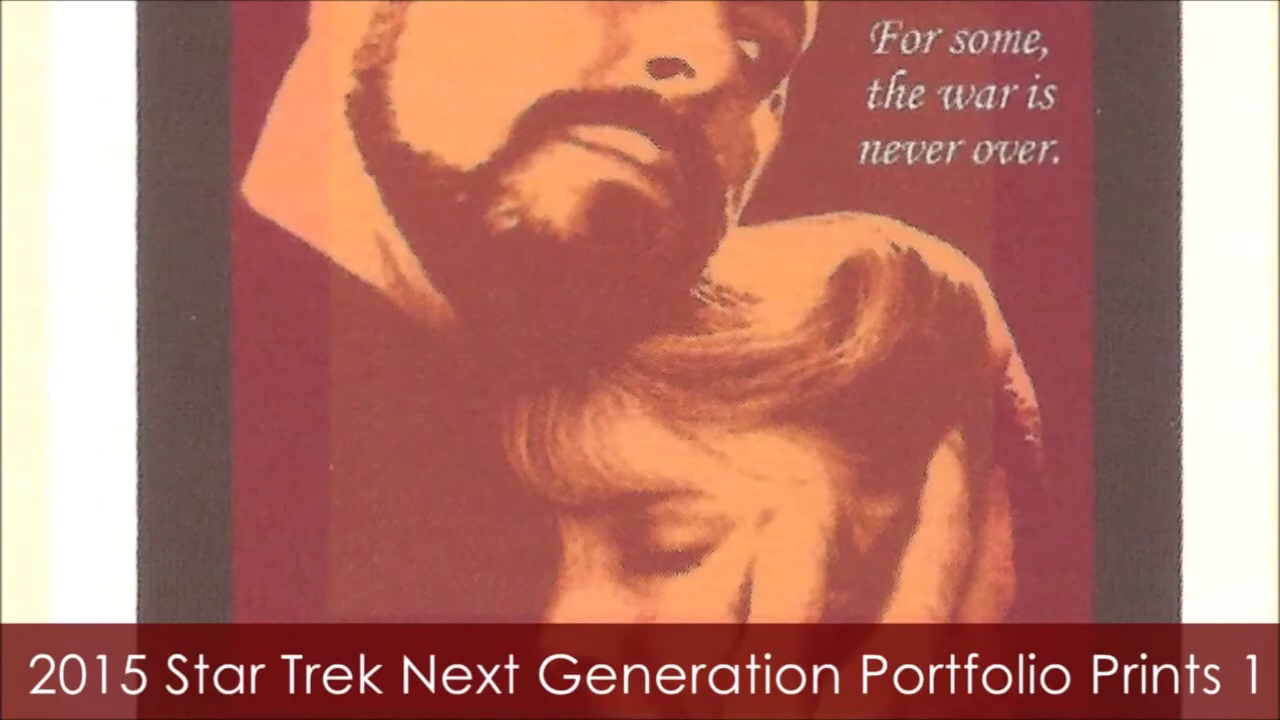 For some,
the war is
never over.
2015 Star Trek Next Generation Portfolio Prints 1